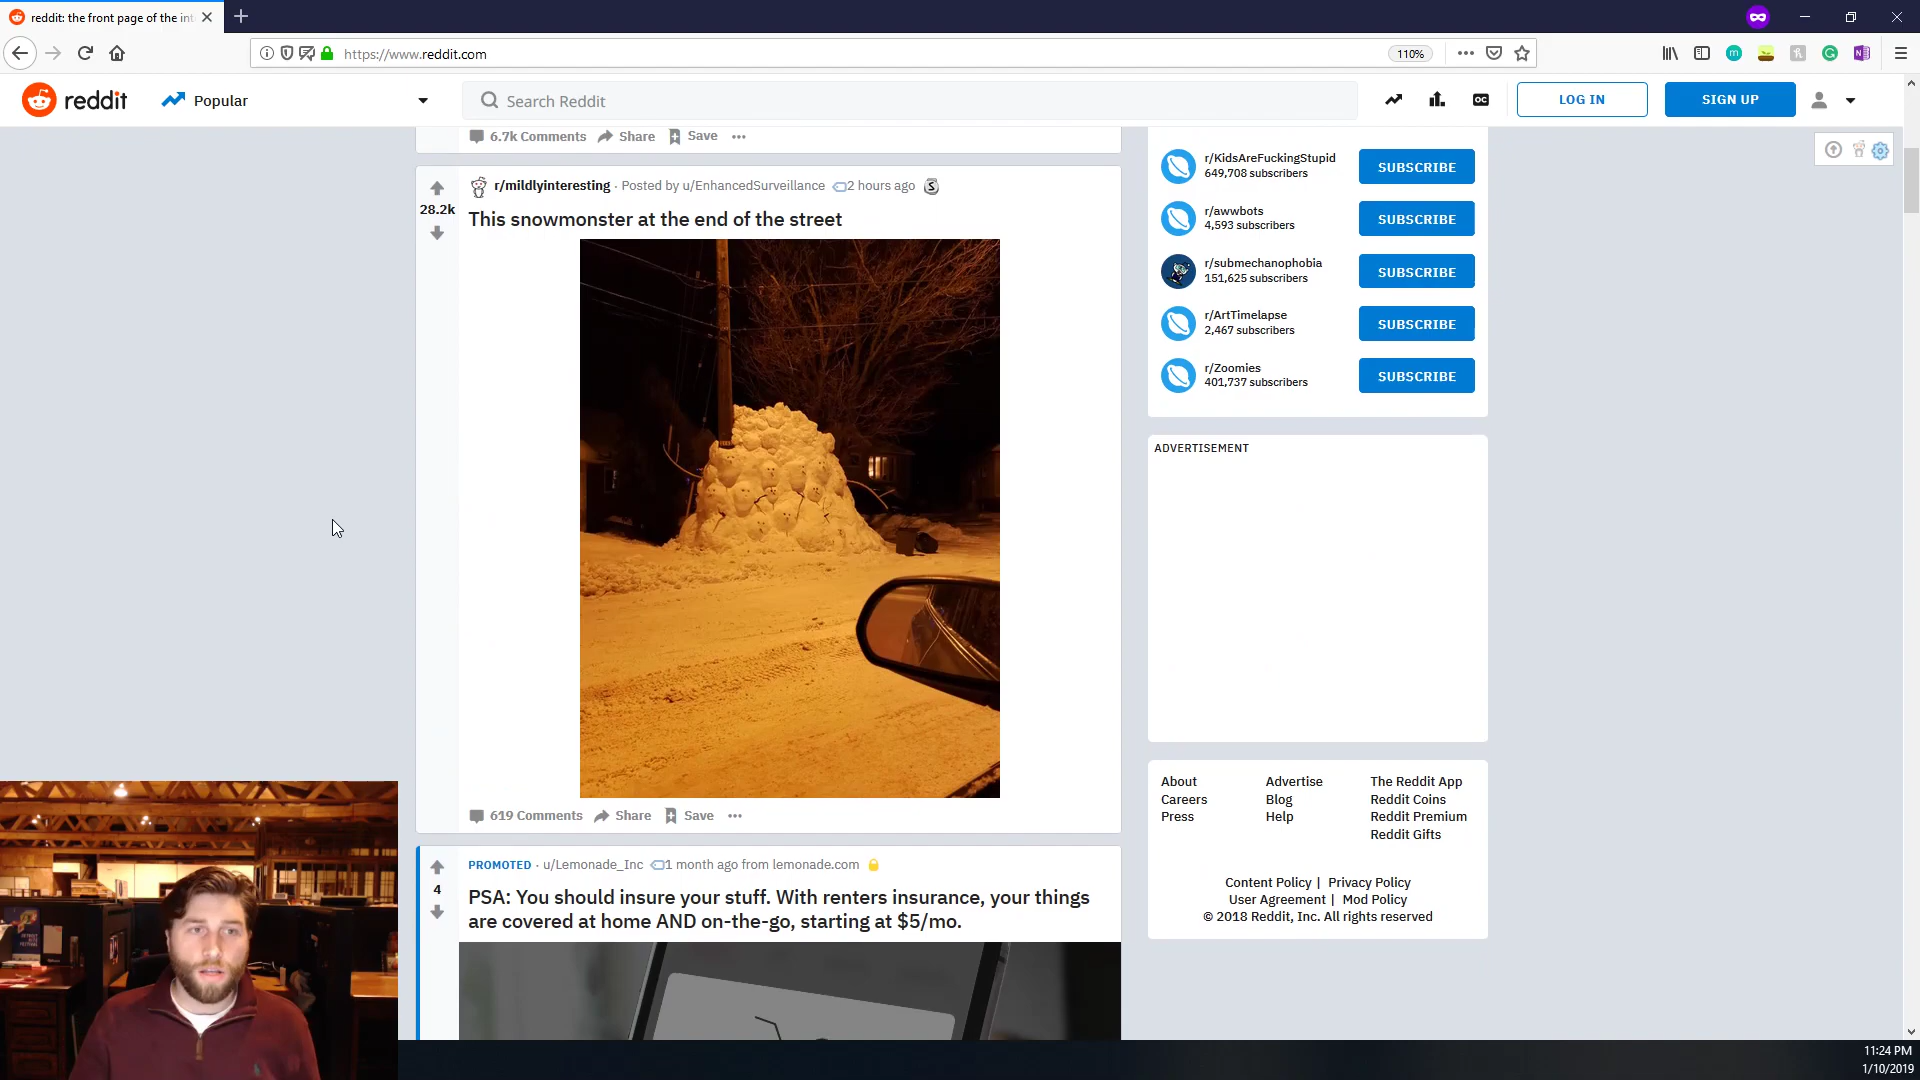 reddit: the front page of the int
https://www.reddit.com
110%
reddit
Popular
Search Reddit
LOG IN
SIGN UP
6.7k Comments Share Save
r/mildlyinteresting · Posted by u/EnhancedSurveillance 2 hours ago
28.2k
This snowmonster at the end of the street
619 Comments Share Save
PROMOTED · u/Lemonade_Inc 1 month ago from lemonade.com
4
PSA: You should insure your stuff. With renters insurance, your things
are covered at home AND on-the-go, starting at $5/mo.
r/KidsAreFuckingStupid
649,708 subscribers
SUBSCRIBE
r/awwbots
4,593 subscribers
SUBSCRIBE
r/submechanophobia
151,625 subscribers
SUBSCRIBE
r/ArtTimelapse
2,467 subscribers
SUBSCRIBE
r/Zoomies
401,737 subscribers
SUBSCRIBE
ADVERTISEMENT
About Advertise The Reddit App
Careers Blog Reddit Coins
Press Help Reddit Premium
Reddit Gifts
Content Policy | Privacy Policy
User Agreement | Mod Policy
© 2018 Reddit, Inc. All rights reserved
11:24 PM
1/10/2019